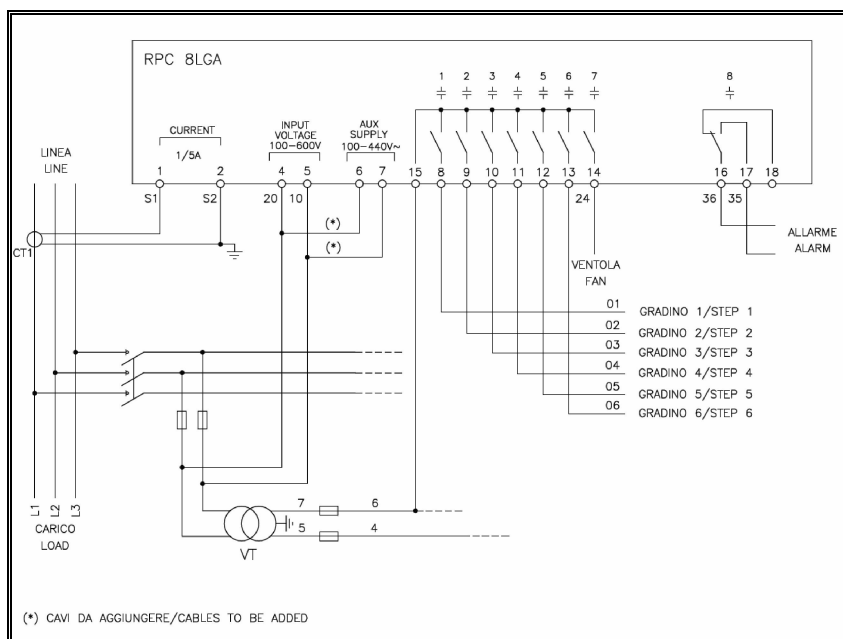 RPC 8LGA
1 2 3 4 5 6 7 8
CURRENT
1/5A
INPUT
VOLTAGE
100-600V
AUX
SUPPLY
100-440V~
LINEA
LINE
1 2 4 5 6 7 15 8 9 10 11 12 13 14 16 17 18
S1 S2 20 10 24 36 35
CT1
(*)
(*)
ALLARME
ALARM
VENTOLA
FAN
01 GRADINO 1/STEP 1
02 GRADINO 2/STEP 2
03 GRADINO 3/STEP 3
04 GRADINO 4/STEP 4
05 GRADINO 5/STEP 5
06 GRADINO 6/STEP 6
L1 L2 L3
CARICO
LOAD
7 6
5 4
VT
(*) CAVI DA AGGIUNGERE/CABLES TO BE ADDED